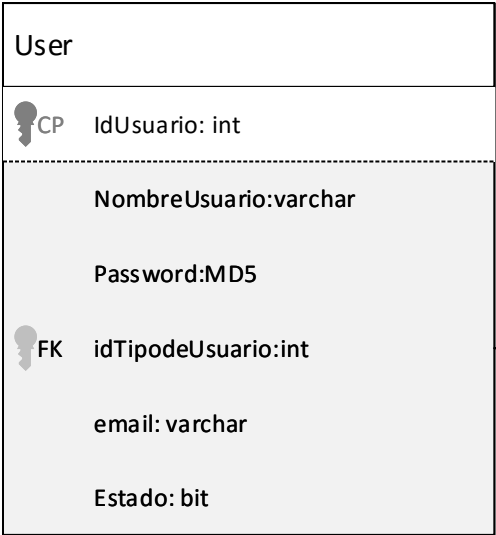 User
CP IdUsuario: int
NombreUsuario:varchar
Password:MD5
FK idTipodeUsuario:int
email: varchar
Estado: bit